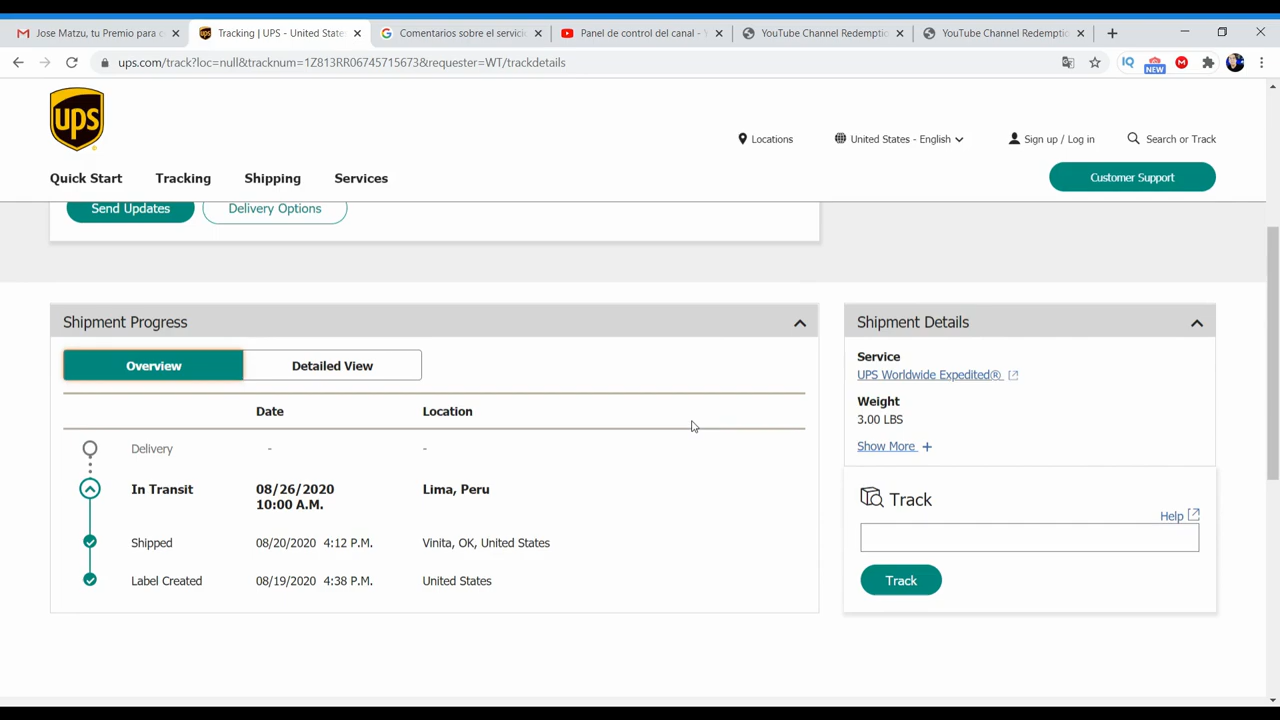 Jose Matzu, tu Premio para c
Tracking | UPS - United State
Comentarios sobre el servici
Panel de control del canal - Y
YouTube Channel Redemptio
YouTube Channel Redemptio
ups.com/track?loc=null&tracknum=1Z813RR06745715673&requester=WT/trackdetails
IQ
NEW
M
ups
Locations
United States - English
Sign up / Log in
Search or Track
Quick Start
Tracking
Shipping
Services
Customer Support
Send Updates
Delivery Options
Shipment Progress
Overview
Detailed View
Date
Location
Delivery - -
In Transit 08/26/2020 Lima, Peru
10:00 A.M.
Shipped 08/20/2020 4:12 P.M. Vinita, OK, United States
Label Created 08/19/2020 4:38 P.M. United States
Shipment Details
Service
UPS Worldwide Expedited®
Weight
3.00 LBS
Show More +
Track
Help
Track